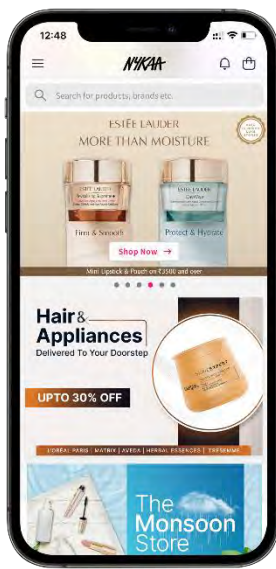 12:48
NYKAA
Search for products, brands etc.
ESTĒE LAUDER
MORE THAN MOISTURE
Firm & Smooth
Protect & Hydrate
Shop Now →
Mini Lipstick & Pouch on ₹3500 and over
Hair &
Appliances
Delivered To Your Doorstep
UPTO 30% OFF
L'ORÉAL PARIS | MATRIX | AVEDA | HERBAL ESSENCES | TRESEMMÉ
The
Monsoon
Store